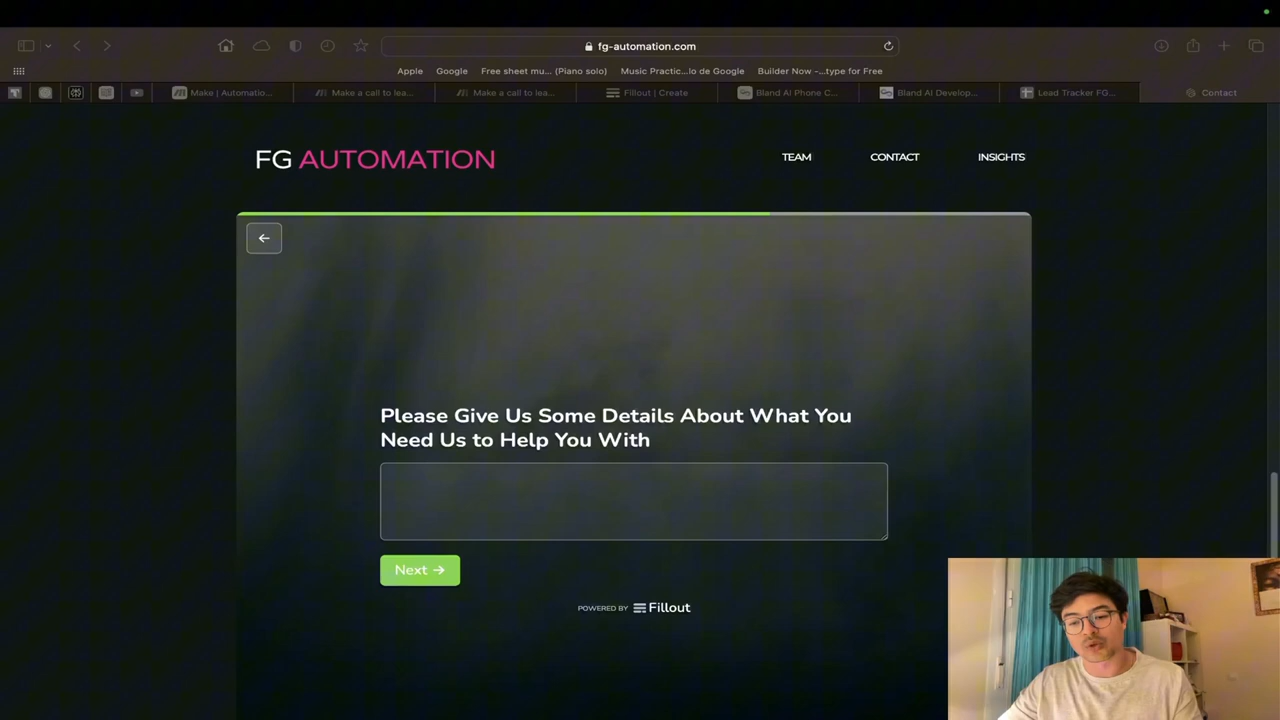 fg-automation.com
Apple Google Free sheet mu... (Piano solo) Music Practic...lo de Google Builder Now -...type for Free
Make | Automatio... Make a call to lea... Make a call to lea... Fillout | Create Bland AI Phone C... Bland AI Develop... Lead Tracker FG... Contact
FG AUTOMATION TEAM CONTACT INSIGHTS
Please Give Us Some Details About What You
Need Us to Help You With
Next →
POWERED BY Fillout